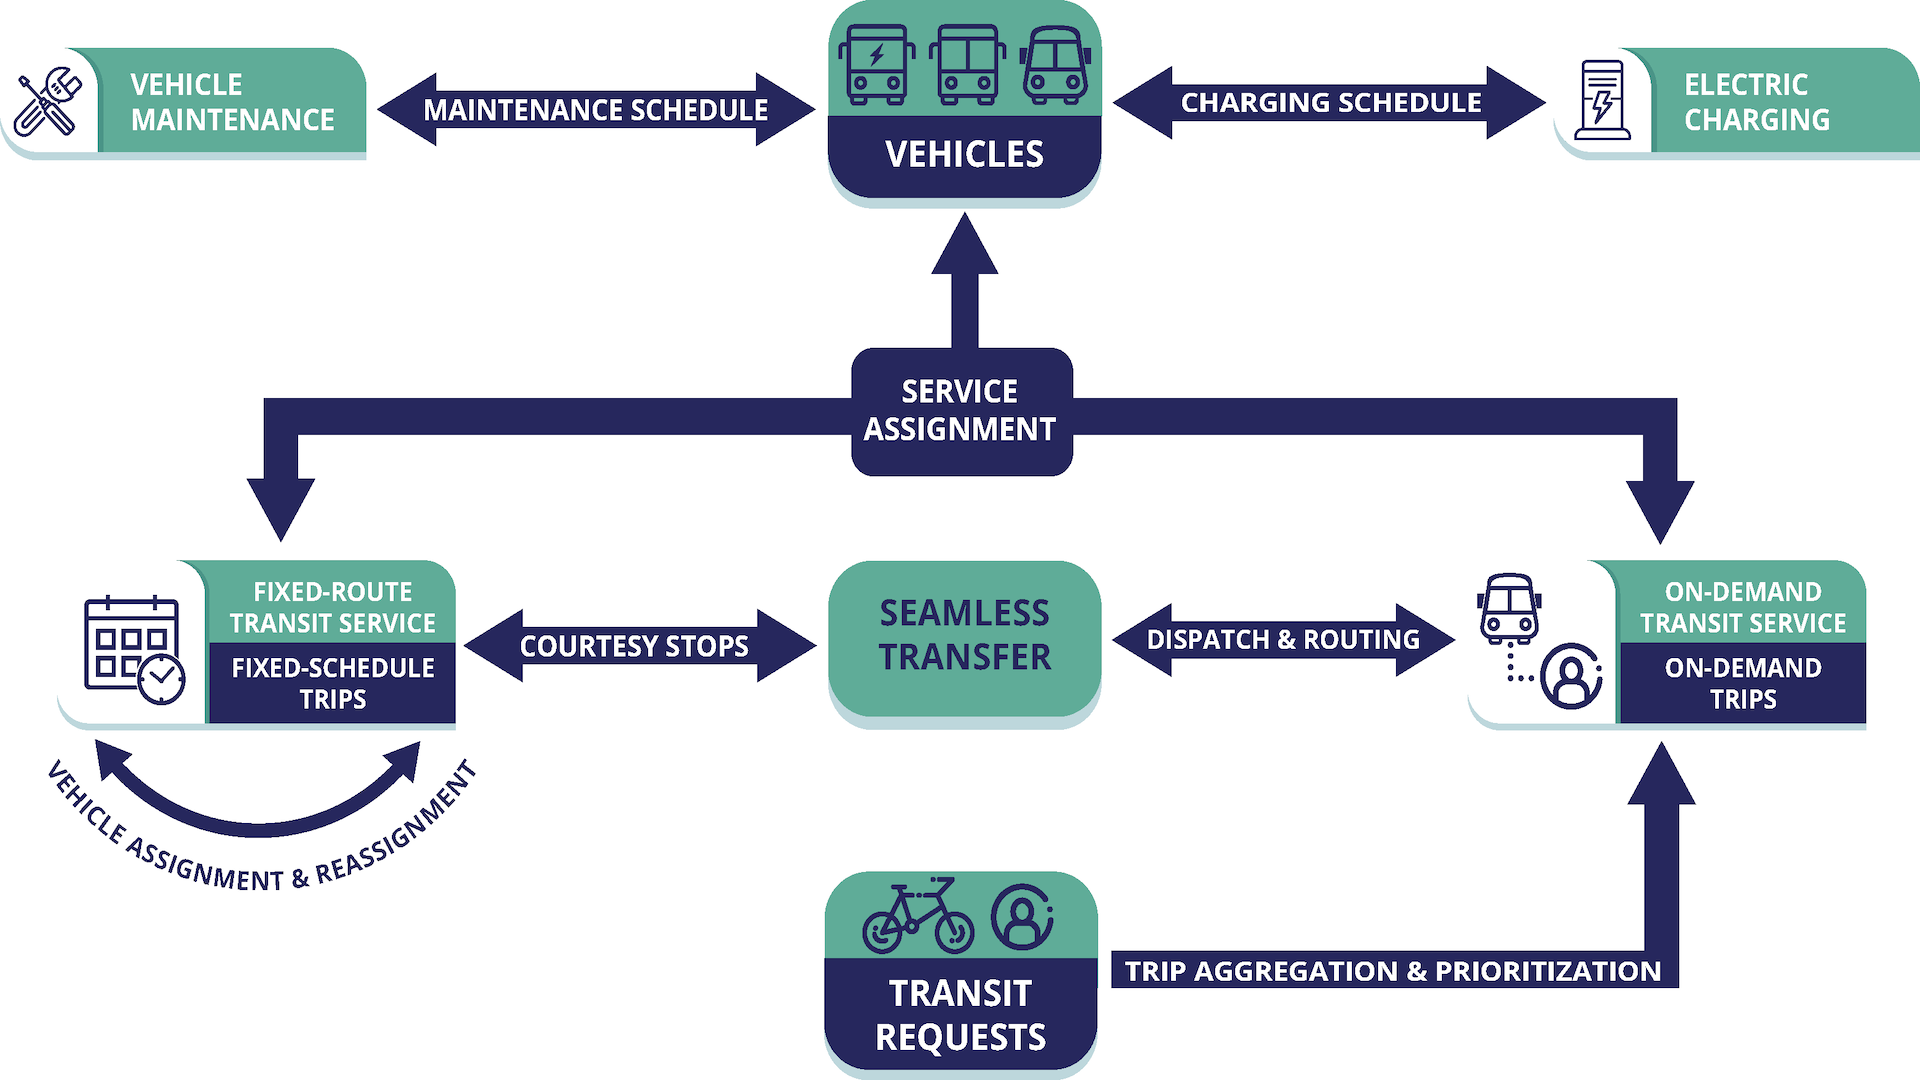 VEHICLE
MAINTENANCE
MAINTENANCE SCHEDULE
VEHICLES
CHARGING SCHEDULE
ELECTRIC
CHARGING
SERVICE
ASSIGNMENT
FIXED-ROUTE
TRANSIT SERVICE
FIXED-SCHEDULE
TRIPS
COURTESY STOPS
SEAMLESS
TRANSFER
DISPATCH & ROUTING
ON-DEMAND
TRANSIT SERVICE
ON-DEMAND
TRIPS
VEHICLE ASSIGNMENT & REASSIGNMENT
TRANSIT
REQUESTS
TRIP AGGREGATION & PRIORITIZATION